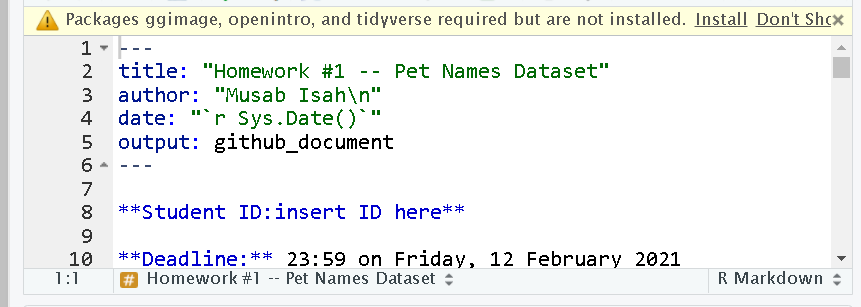 Packages ggimage, openintro, and tidyverse required but are not installed. Install Don't Sho
1 ---
2 title: "Homework #1 -- Pet Names Dataset"
3 author: "Musab Isah\n"
4 date: "`r Sys.Date()`"
5 output: github_document
6 ---
7
8 **Student ID:insert ID here**
9
10 **Deadline:** 23:59 on Friday, 12 February 2021
1:1 # Homework #1 -- Pet Names Dataset R Markdown